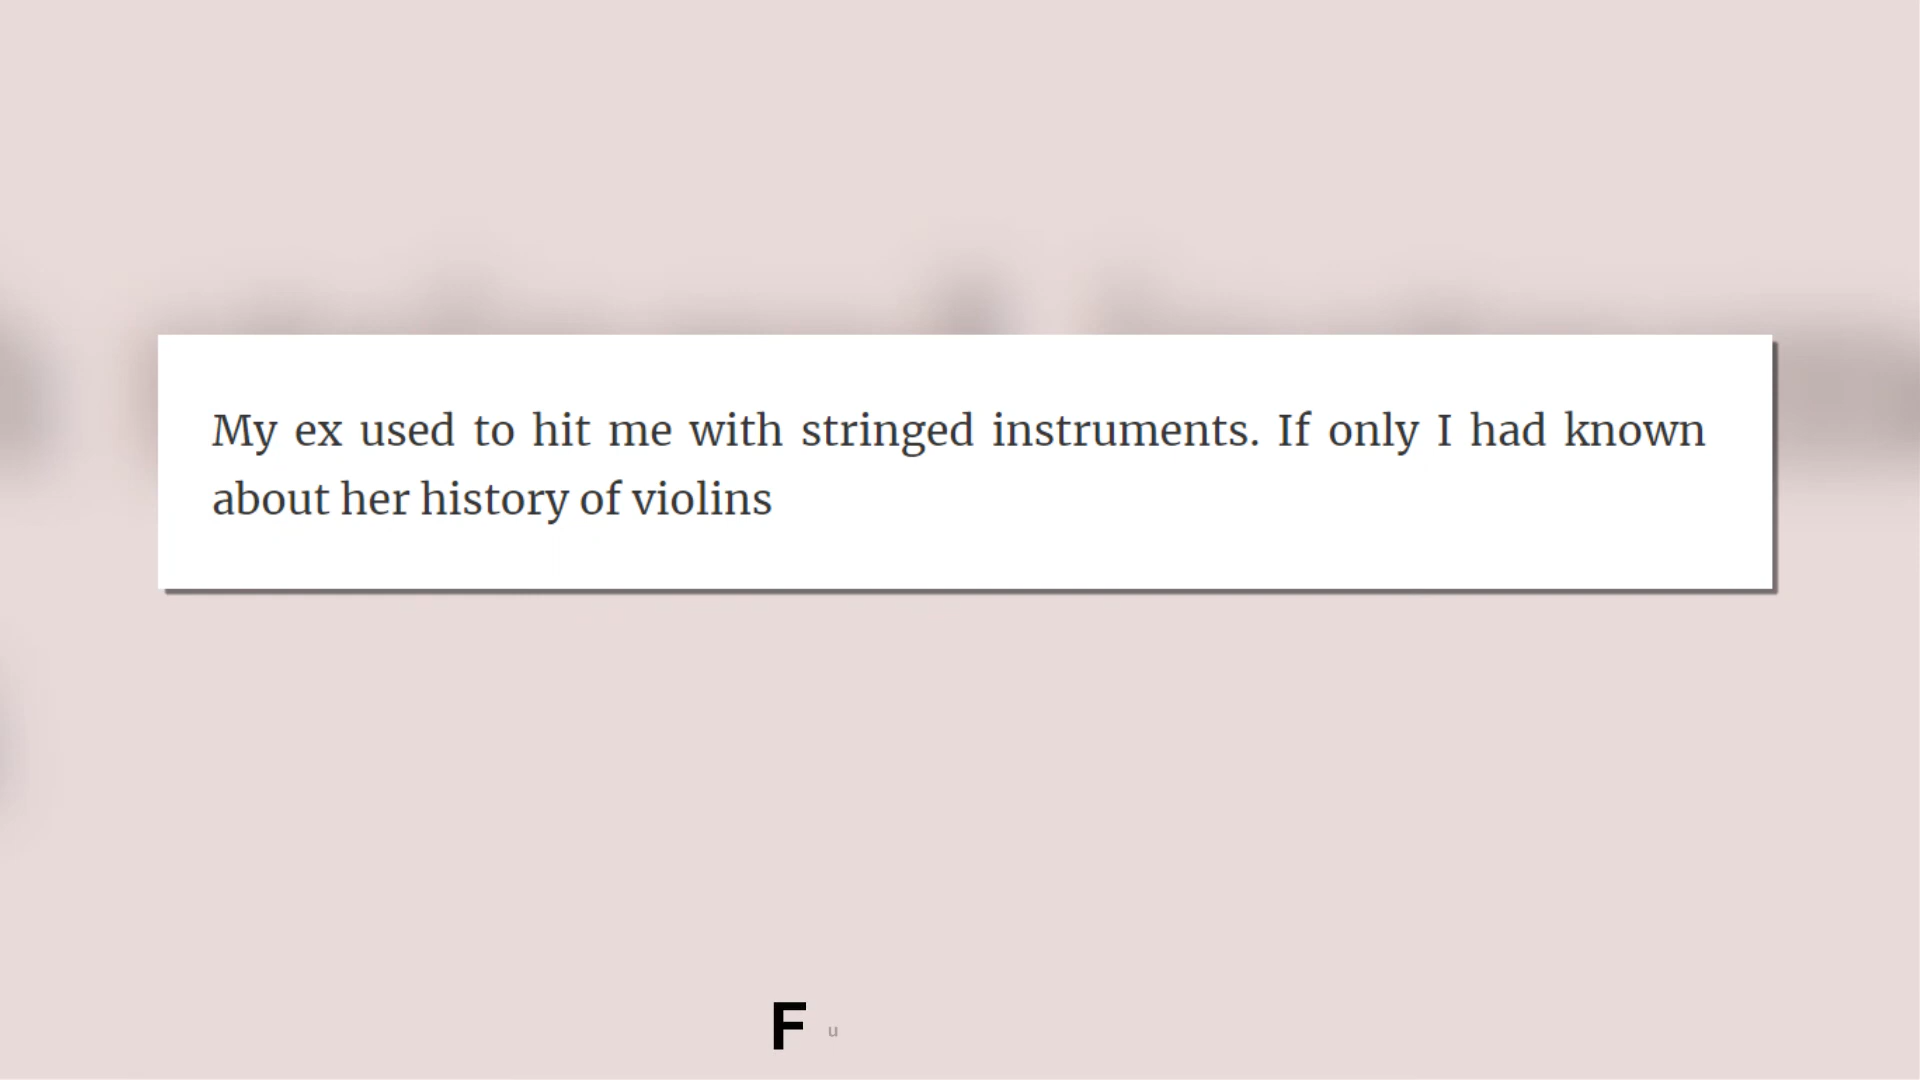 My ex used to hit me with stringed instruments. If only I had known
about her history of violins
F u